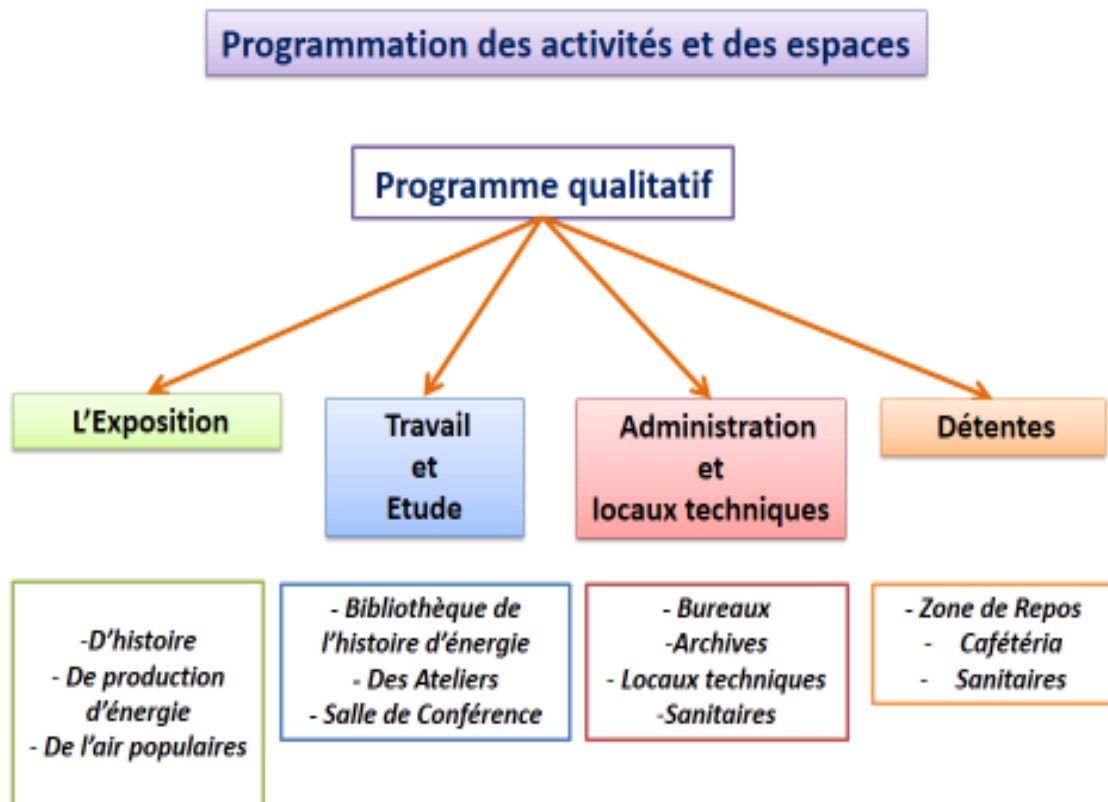 Programmation des activités et des espaces
Programme qualitatif
L'Exposition
Travail
et
Etude
Administration
et
locaux techniques
Détentes
-D'histoire
- De production
d'énergie
- De l'air populaires
- Bibliothèque de
l'histoire d'énergie
- Des Ateliers
- Salle de Conférence
- Bureaux
-Archives
- Locaux techniques
-Sanitaires
- Zone de Repos
- Cafétéria
- Sanitaires